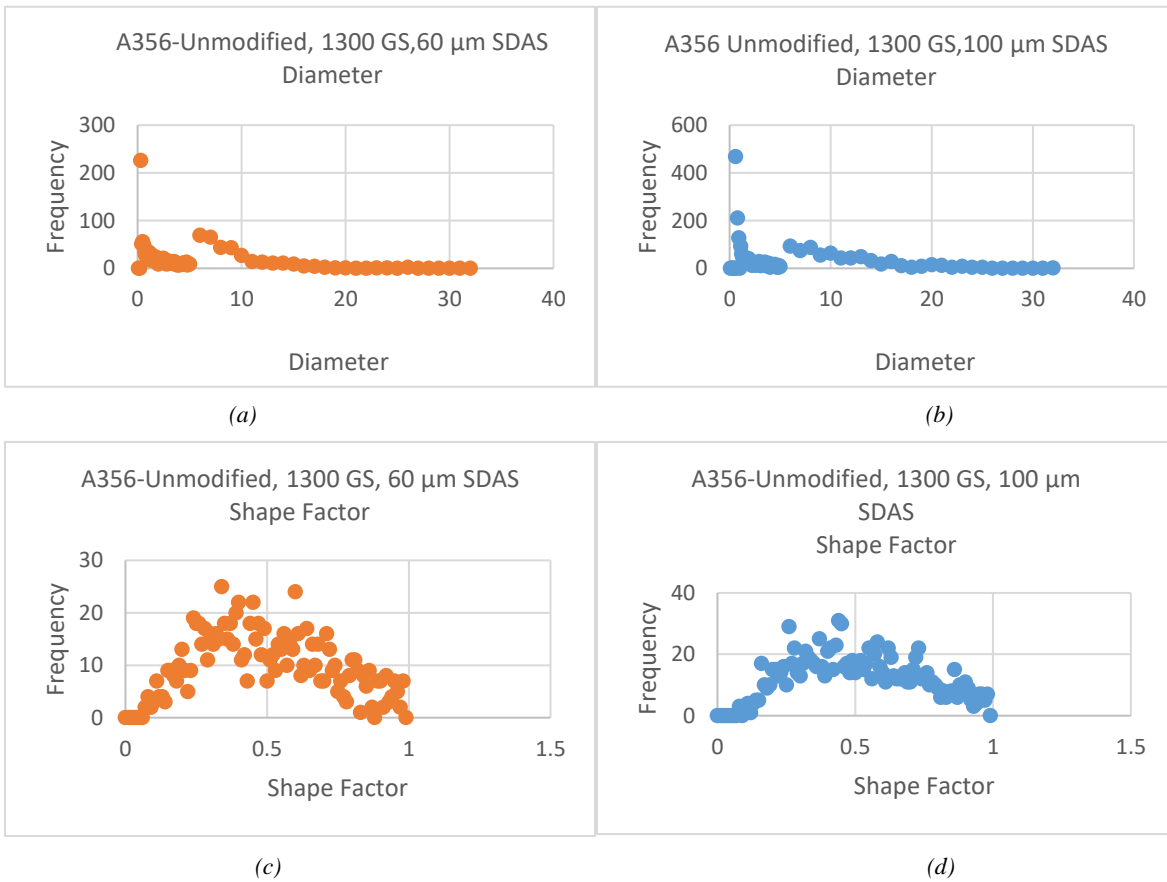 A356-Unmodified, 1300 GS,60 µm SDAS
Diameter
300
200
100
0
0
10
20
30
40
Frequency
Diameter
(a)
A356 Unmodified, 1300 GS,100 µm SDAS
Diameter
600
400
200
0
0
10
20
30
40
Frequency
Diameter
(b)
A356-Unmodified, 1300 GS, 60 µm SDAS
Shape Factor
30
20
10
0
0
0.5
1
1.5
Frequency
Shape Factor
(c)
A356-Unmodified, 1300 GS, 100 µm
SDAS
Shape Factor
40
20
0
0
0.5
1
1.5
Frequency
Shape Factor
(d)